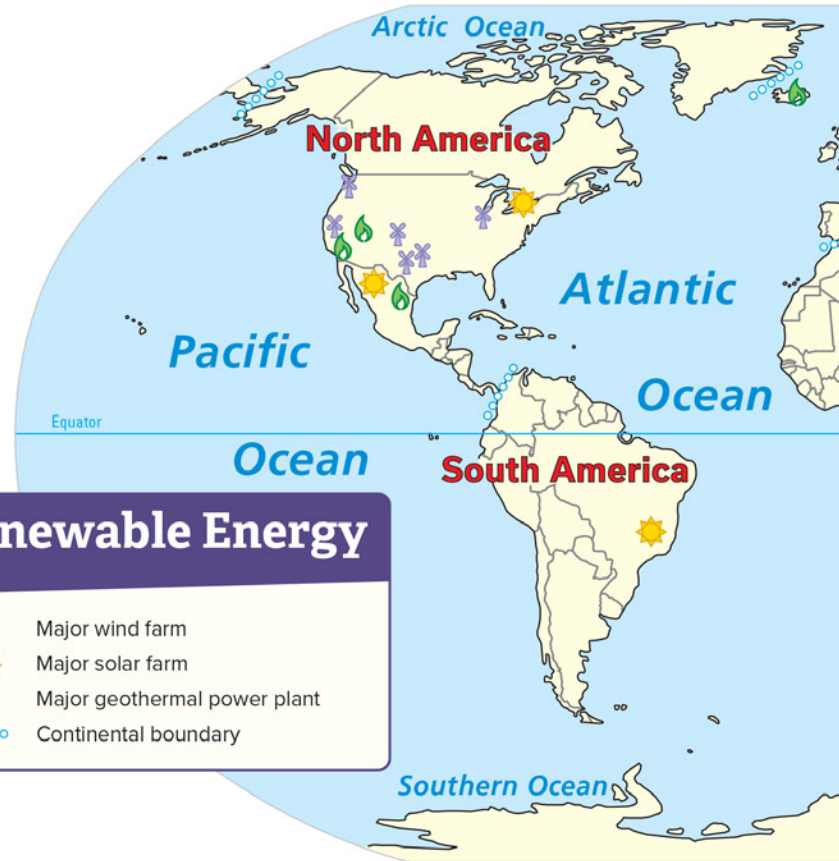 Arctic Ocean
North America
Atlantic
Pacific
Ocean
Equator
Ocean
South America
newable Energy
Major wind farm
Major solar farm
Major geothermal power plant
Continental boundary
Southern Ocean